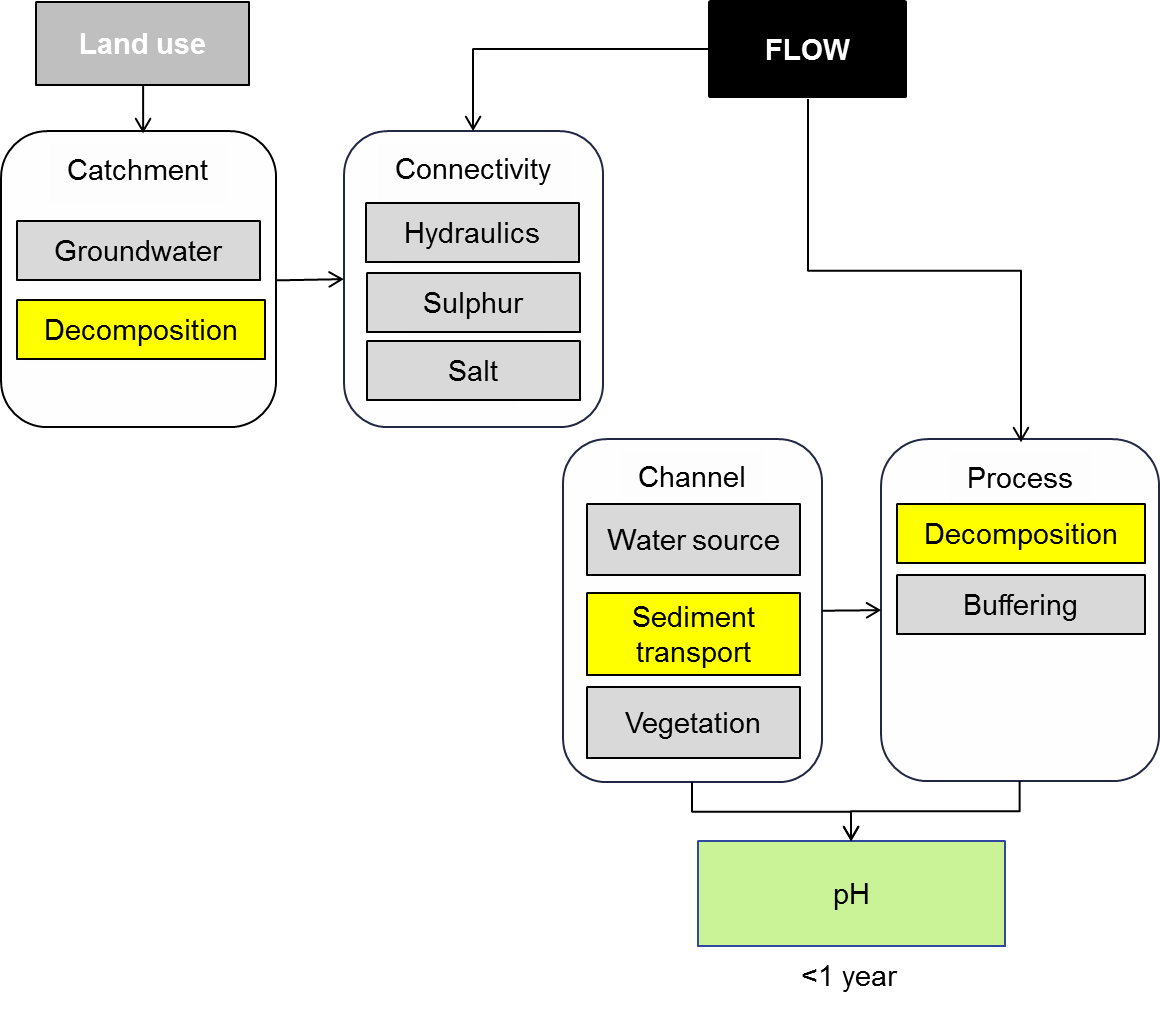 Land use
FLOW
Catchment
Groundwater
Decomposition
Connectivity
Hydraulics
Sulphur
Salt
Channel
Water source
Sediment
transport
Vegetation
Process
Decomposition
Buffering
pH
<1 year